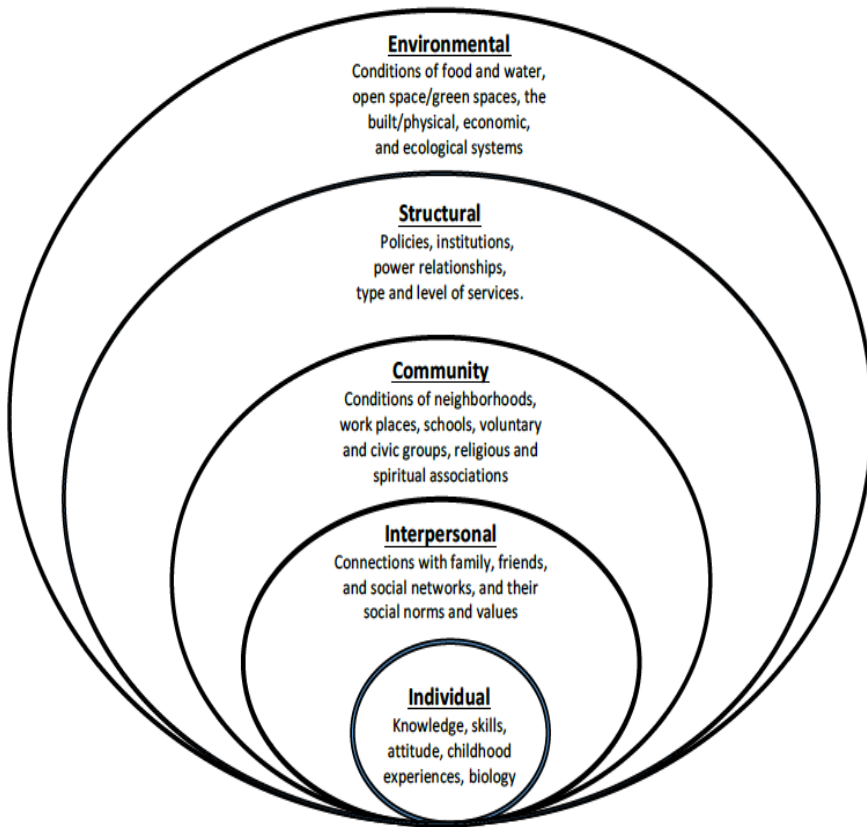 Environmental
Conditions of food and water,
open space/green spaces, the
built/physical, economic,
and ecological systems
Structural
Policies, institutions,
power relationships,
type and level of services.
Community
Conditions of neighborhoods,
work places, schools, voluntary
and civic groups, religious and
spiritual associations
Interpersonal
Connections with family, friends,
and social networks, and their
social norms and values
Individual
Knowledge, skills,
attitude, childhood
experiences, biology